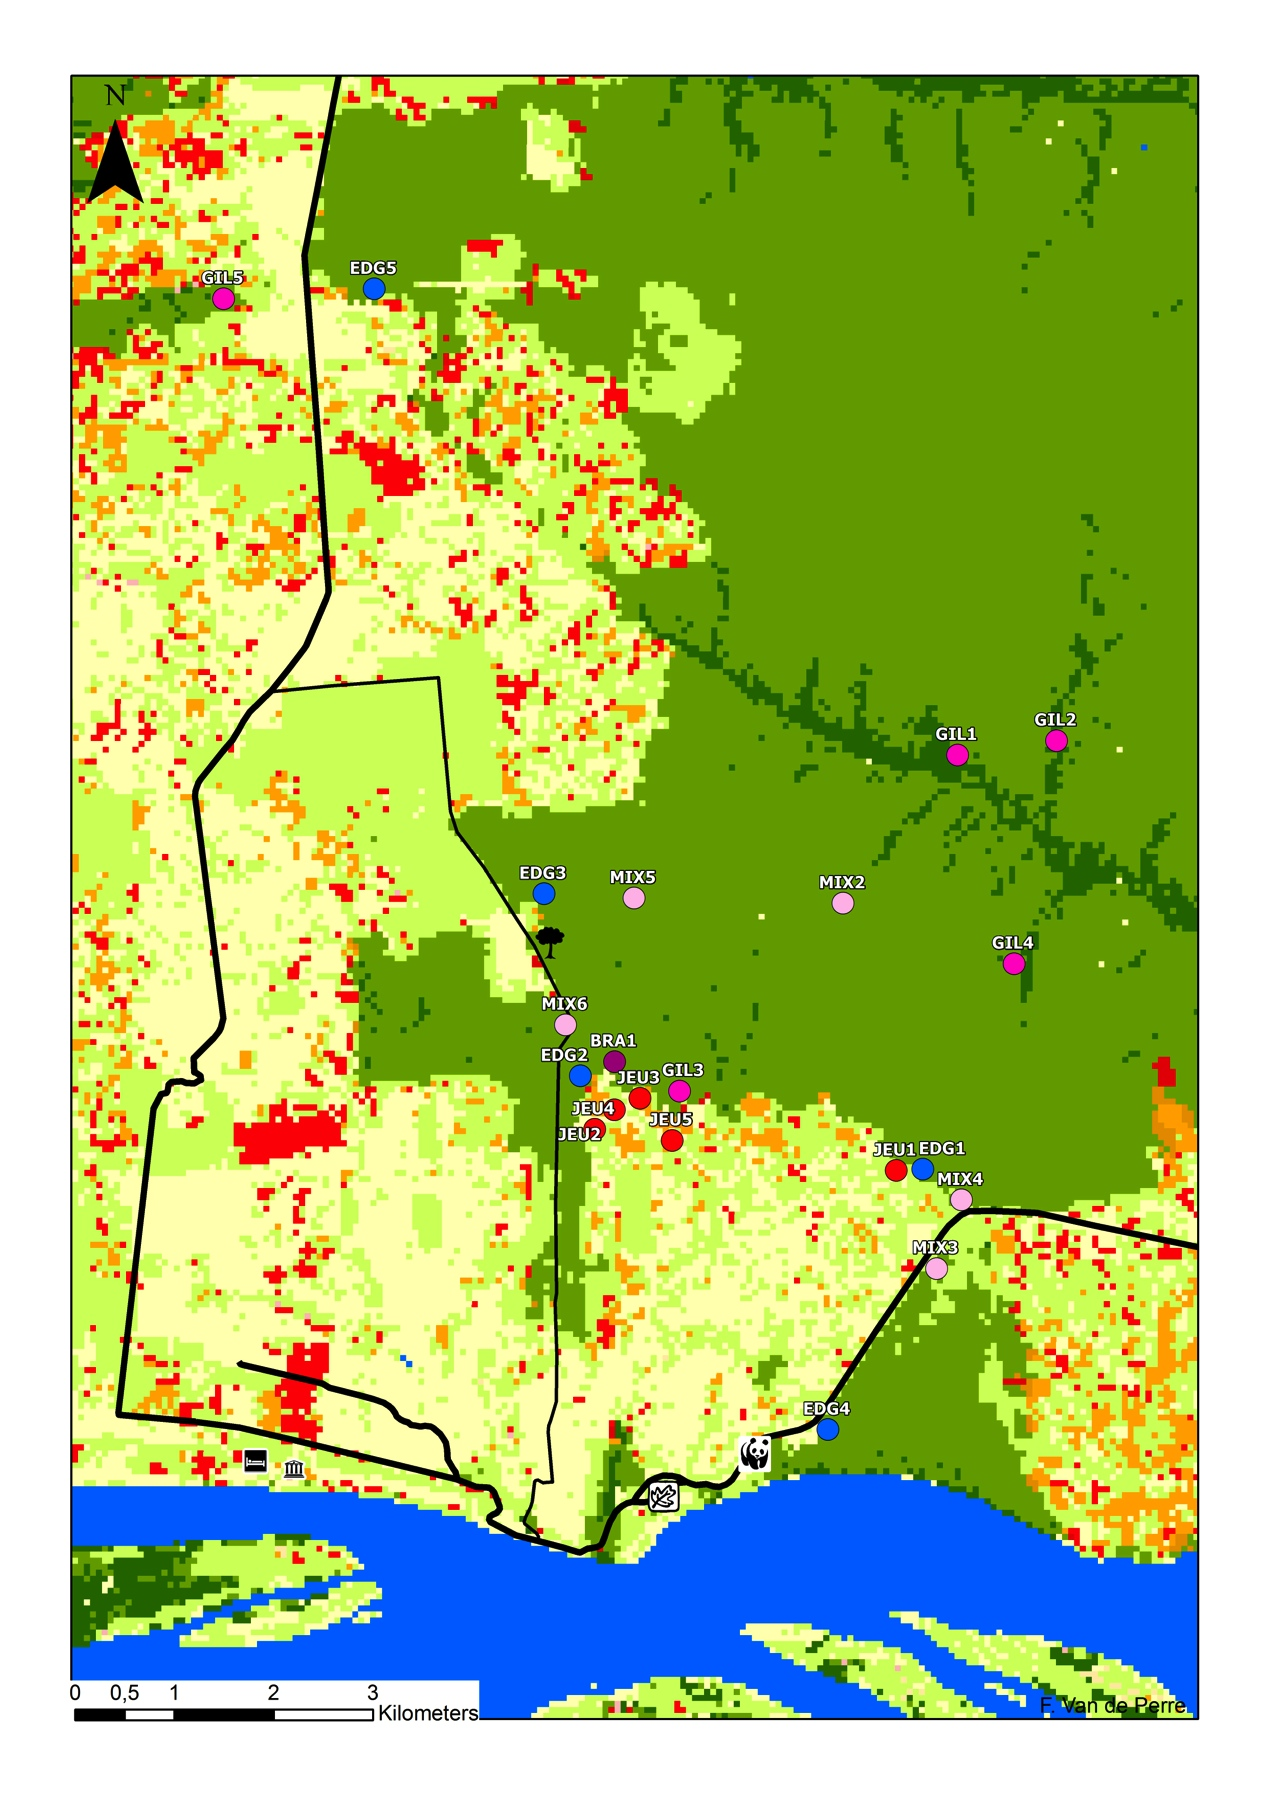 N
GIL5
EDG5
GIL2
GIL1
EDG3
MIX5
MIX2
GIL4
MIX6
BRA1
EDG2
GIL3
JEU3
JEU4
JEU5
JEU2
JEU1
EDG1
MIX4
MIX3
EDG4
0 0,5 1 2 3
Kilometers
F. Van de Perre